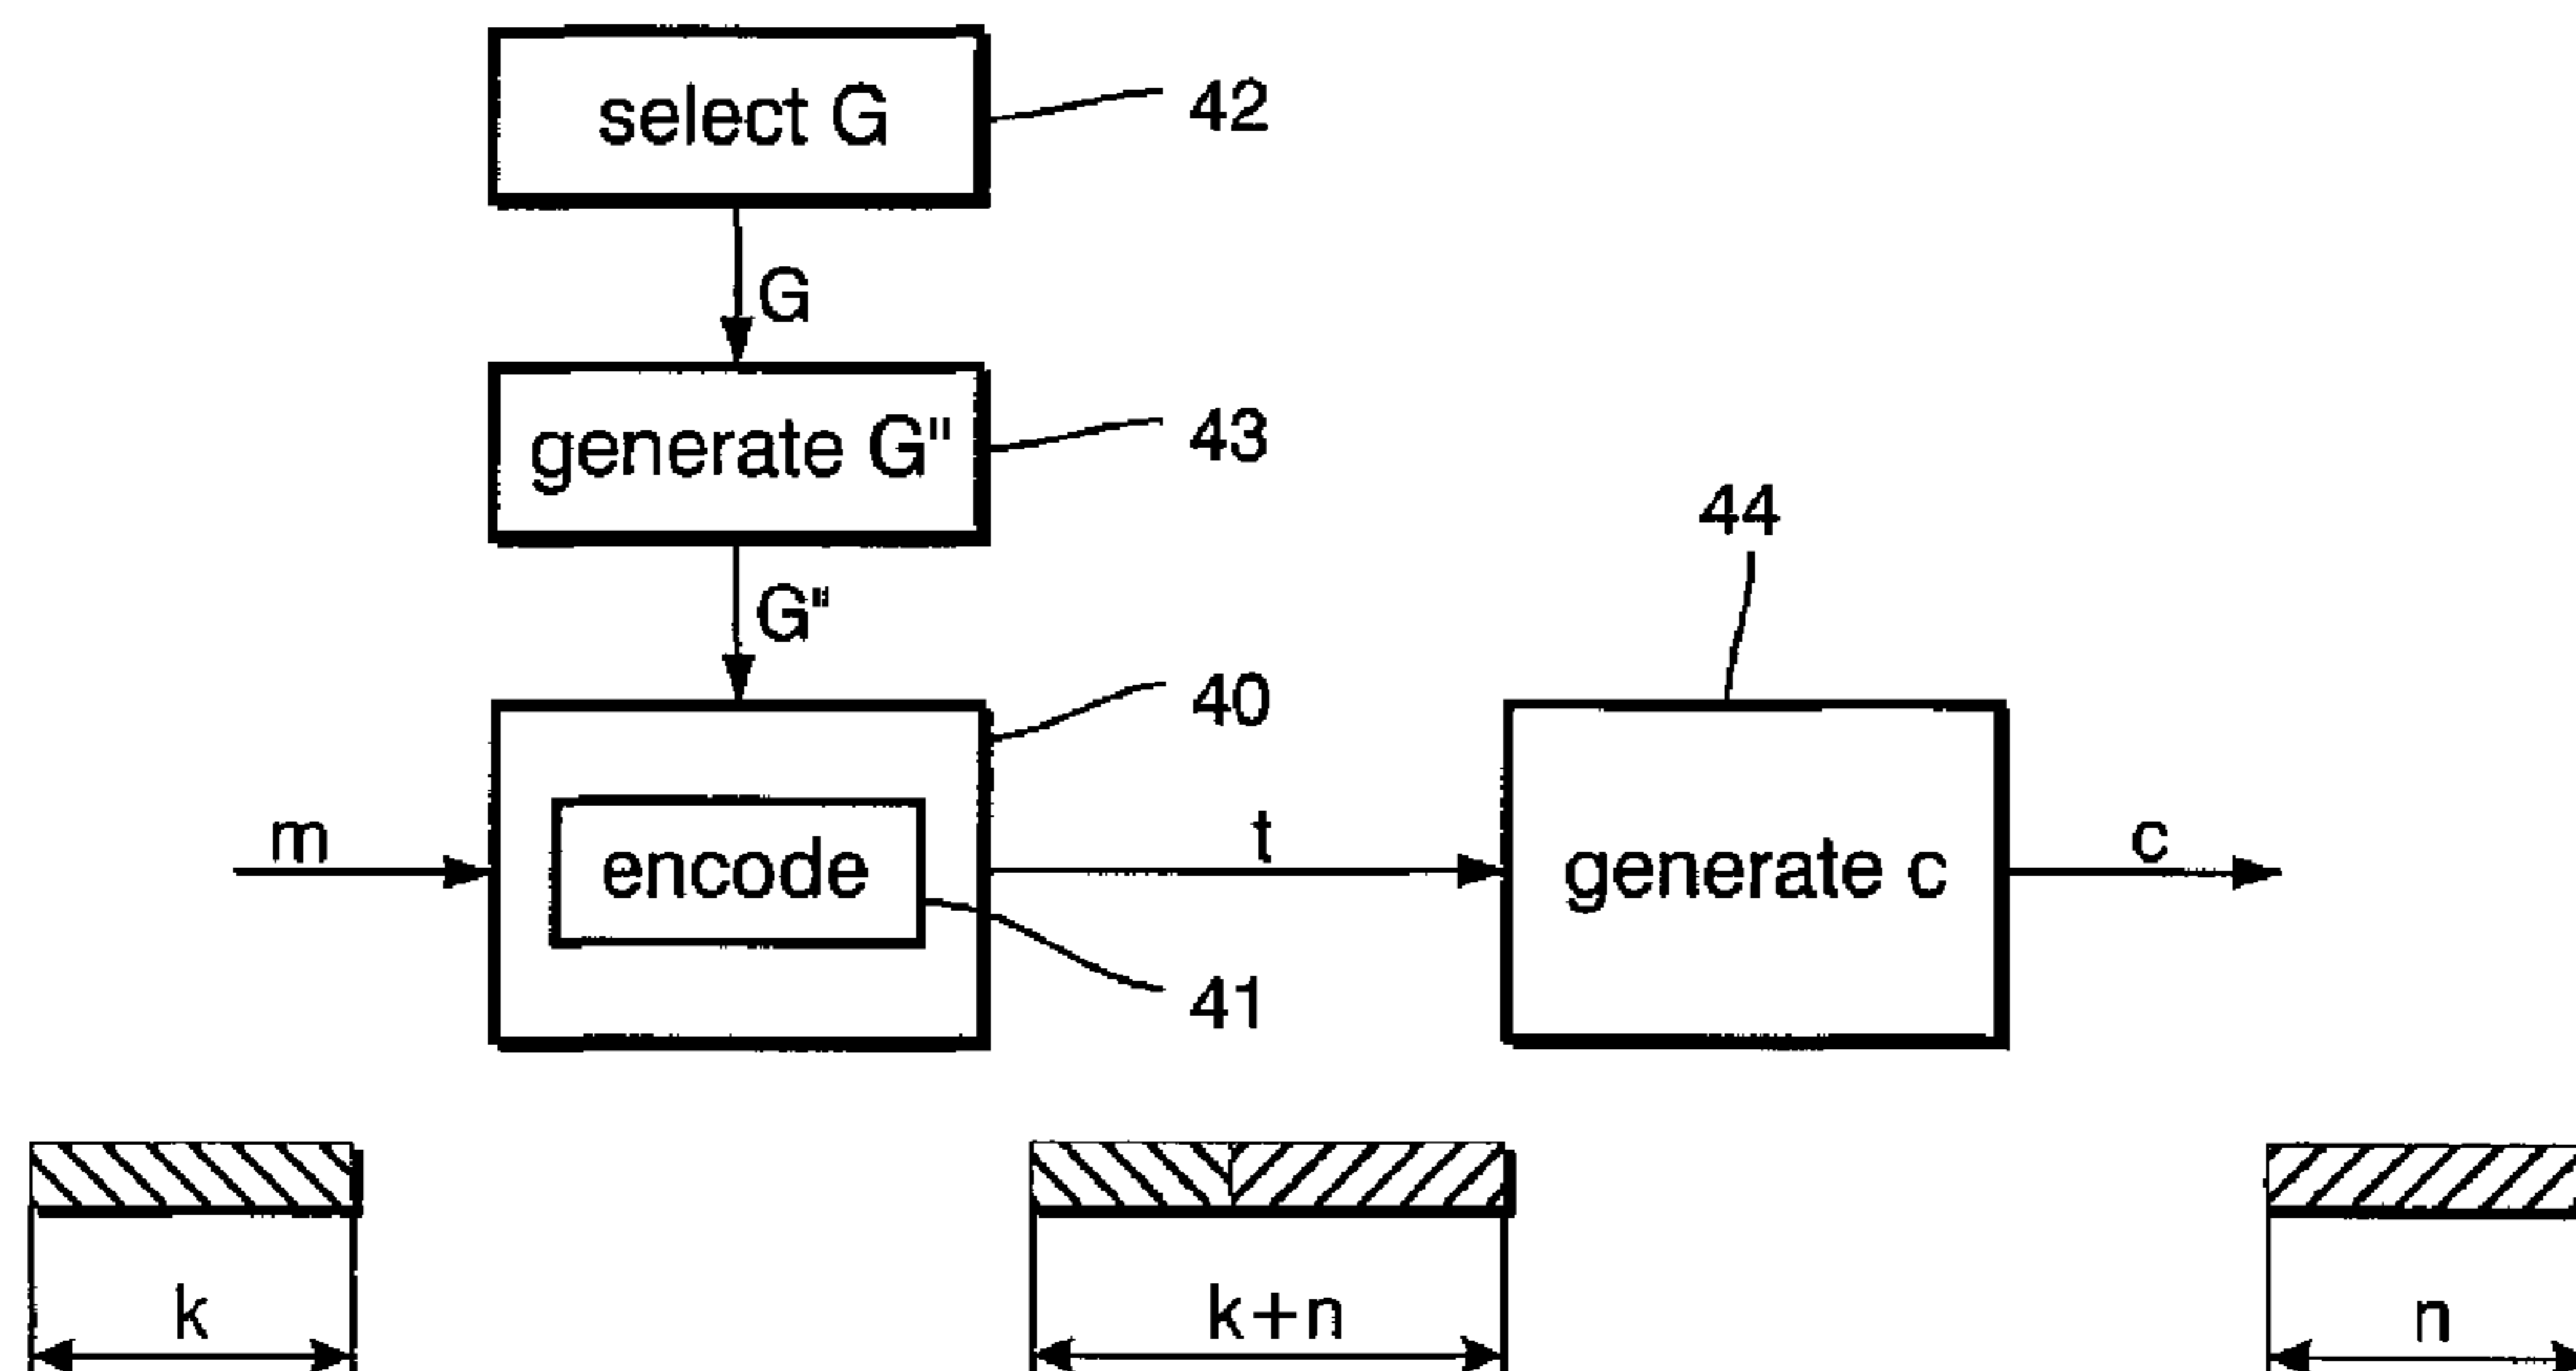 select G
42
G
generate G"
43
44
G"
40
m
encode
t
generate c
c
41
k
k+n
n